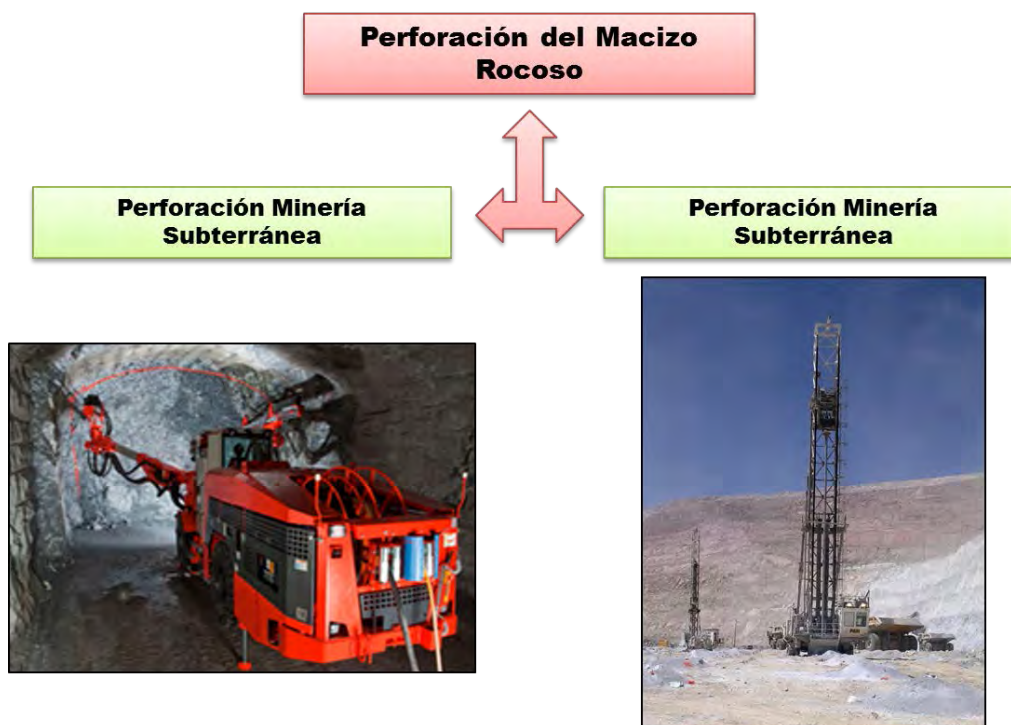 Perforación del Macizo
Rocoso
Perforación Minería
Subterránea
Perforación Minería
Subterránea